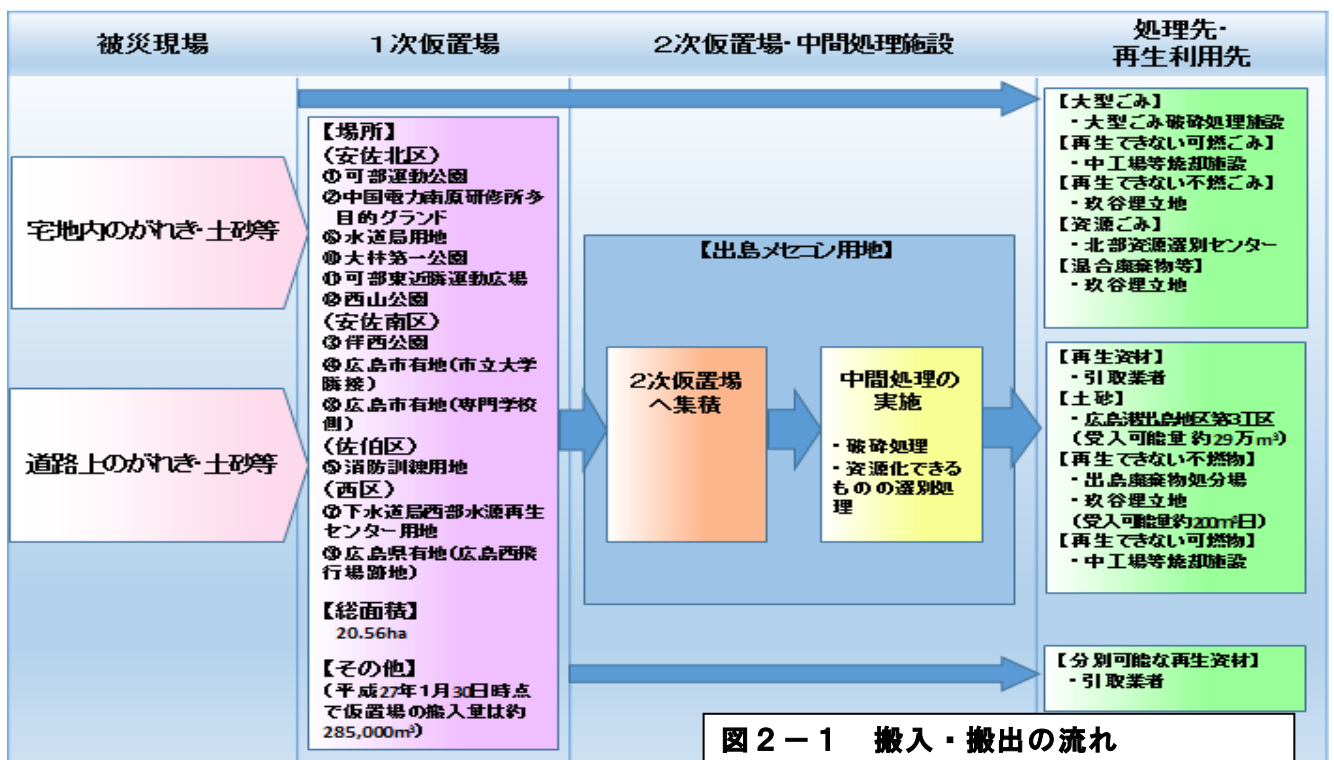 被災現場
1次仮置場
2次仮置場・中間処理施設
処理先・
再生利用先
宅地内のがれき・土砂等
道路上のがれき・土砂等
【場所】
(安佐北区)
①可部運動公園
②中国電力南原研修所多
目的グランド
⑥水道局用地
⑩大林第一公園
⑪可部東近隣運動広場
⑫西山公園
(安佐南区)
③伴西公園
④広島市有地(市立大学
隣接)
⑧広島市有地(専門学校
側)
(佐伯区)
⑤消防訓練用地
(西区)
⑦下水道局西部水源再生
センター用地
⑨広島県有地(広島西飛
行場跡地)
【総面積】
20.56ha
【その他】
(平成27年1月30日時点
で仮置場の搬入量は約
285,000m³)
【出島メセコン用地】
2次仮置場
へ集積
中間処理の
実施
・破砕処理
・資源化できる
ものの選別処
理
【大型ごみ】
・大型ごみ破砕処理施設
【再生できない可燃ごみ】
・中工場等焼却施設
【再生できない不燃ごみ】
・玖谷埋立地
【資源ごみ】
・北部資源選別センター
【混合廃棄物等】
・玖谷埋立地
【再生資材】
・引取業者
【土砂】
・広島港出島地区第3工区
(受入可能量約29万m³)
【再生できない不燃物】
・出島廃棄物処分場
・玖谷埋立地
(受入可能量約200m³/日)
【再生できない可燃物】
・中工場等焼却施設
【分別可能な再生資材】
・引取業者
図2－1 搬入・搬出の流れ